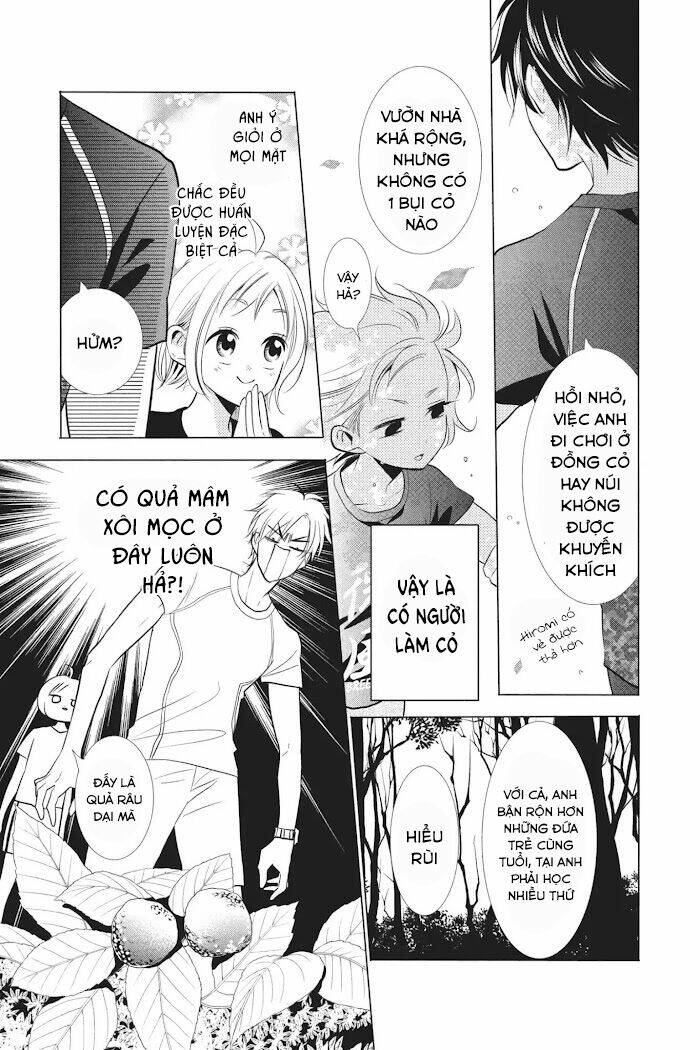 VƯỜN NHÀ
KHÁ RỘNG,
NHƯNG
KHÔNG CÓ
1 BỤI CỎ
NÀO
VẬY
HẢ?
HỒI NHỎ,
VIỆC ANH
ĐI CHƠI Ở
ĐỒNG CỎ
HAY NÚI
KHÔNG
ĐƯỢC
KHUYẾN
KHÍCH
Hiromi có
vẻ được
thả hơn
VẬY LÀ
CÓ NGƯỜI
LÀM CỎ
ANH Ý
GIỎI Ở
MỌI MẶT
CHẮC ĐỀU
ĐƯỢC HUẤN
LUYỆN ĐẶC
BIỆT CẢ
HỬM?
VỚI CẢ, ANH
BẬN RỘN HƠN
NHỮNG ĐỨA
TRẺ CÙNG
TUỔI, TẠI ANH
PHẢI HỌC
NHIỀU THỨ
HIỂU
RÙI
CÓ QUẢ MÂM
XÔI MỌC Ở
ĐÂY LUÔN
HẢ?!
ĐẤY LÀ
QUẢ RÂU
DẠI MÀ